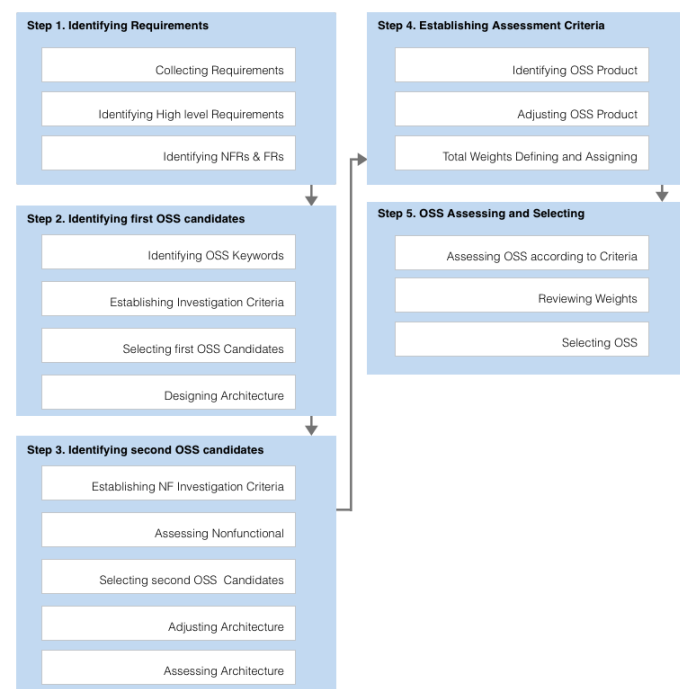 Step 1. Identifying Requirements
Collecting Requirements
Identifying High level Requirements
Identifying NFRs & FRs
Step 2. Identifying first OSS candidates
Identifying OSS Keywords
Establishing Investigation Criteria
Selecting first OSS Candidates
Designing Architecture
Step 3. Identifying second OSS candidates
Establishing NF Investigation Criteria
Assessing Nonfunctional
Selecting second OSS Candidates
Adjusting Architecture
Assessing Architecture
Step 4. Establishing Assessment Criteria
Identifying OSS Product
Adjusting OSS Product
Total Weights Defining and Assigning
Step 5. OSS Assessing and Selecting
Assessing OSS according to Criteria
Reviewing Weights
Selecting OSS